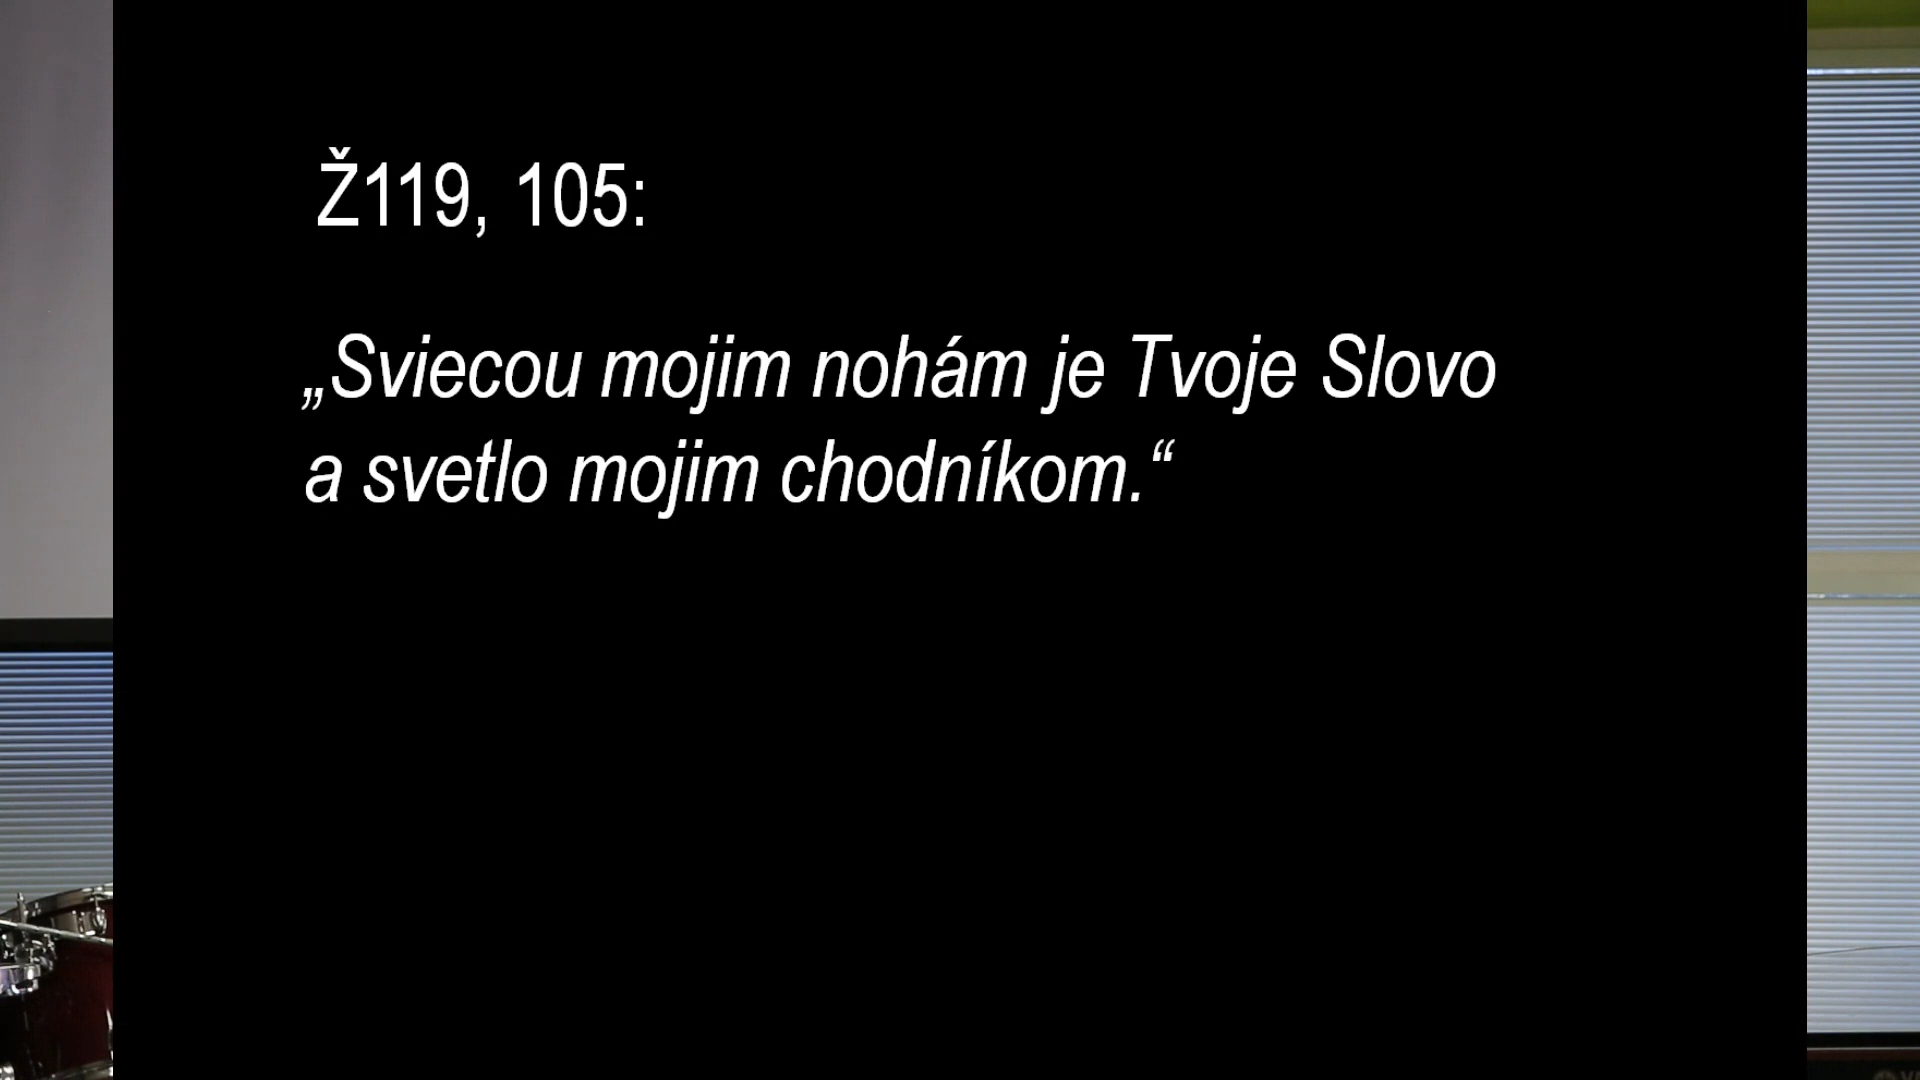 Ž119, 105:
„Sviecou mojim nohám je Tvoje Slovo
a svetlo mojim chodníkom.“